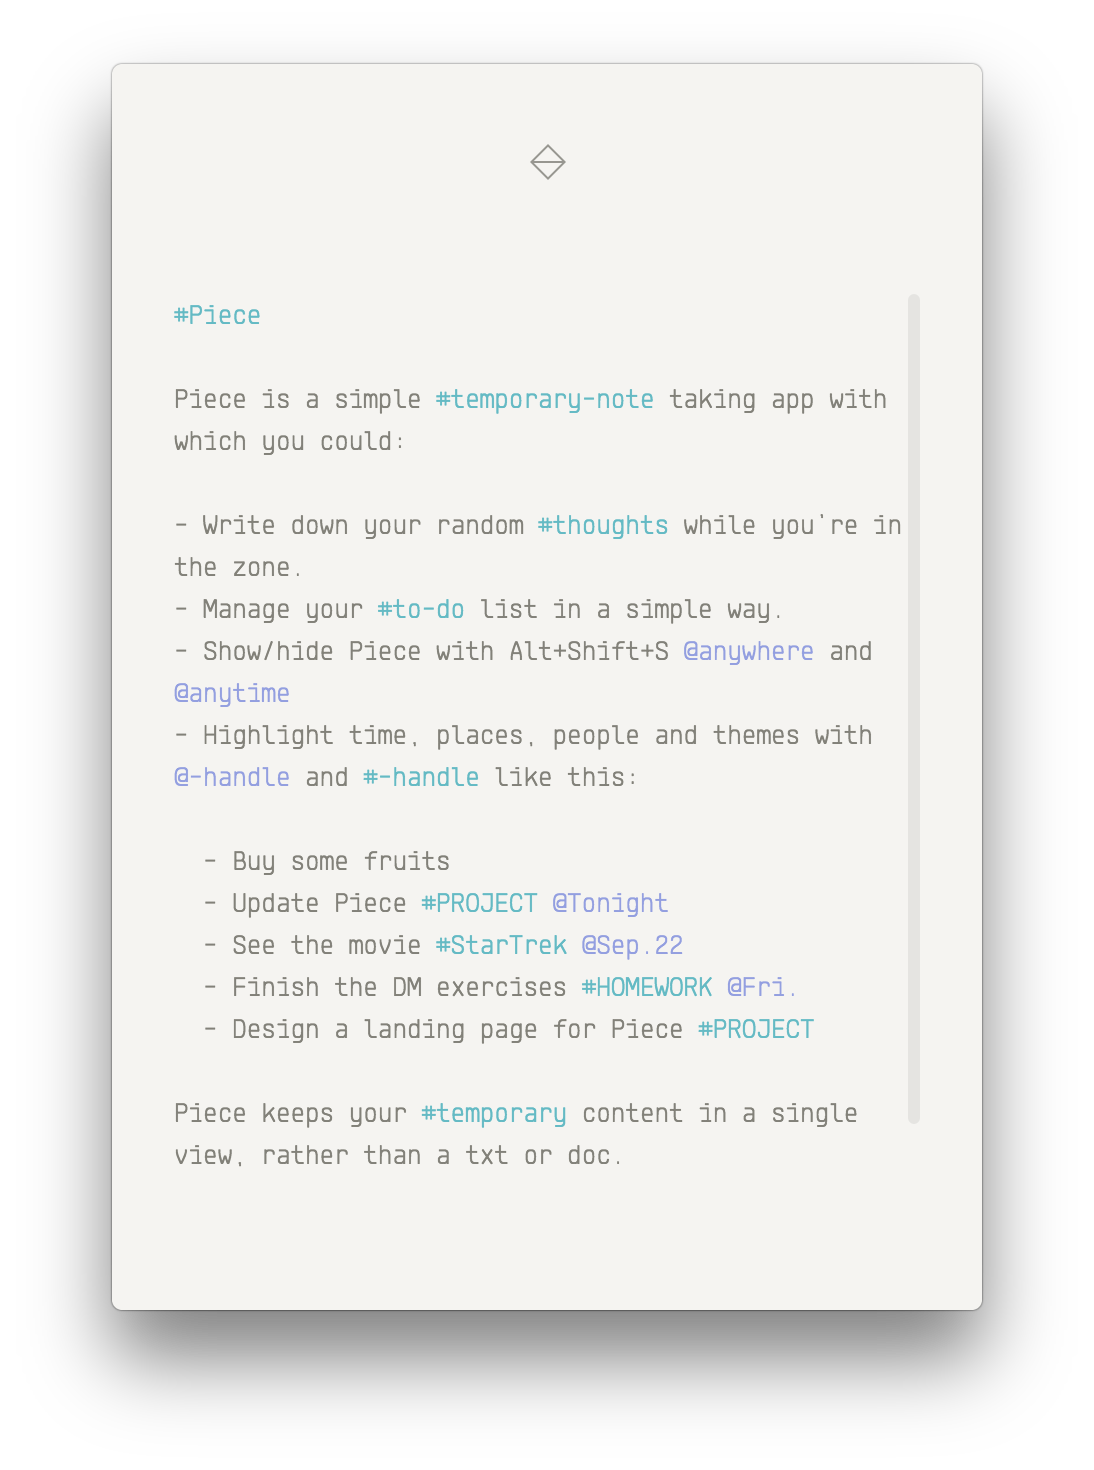 #Piece
Piece is a simple #temporary-note taking app with
which you could:
- Write down your random #thoughts while you're in
the zone.
- Manage your #to-do list in a simple way.
- Show/hide Piece with Alt+Shift+S @anywhere and
@anytime
- Highlight time, places, people and themes with
@-handle and #-handle like this:
- Buy some fruits
- Update Piece #PROJECT @Tonight
- See the movie #StarTrek @Sep.22
- Finish the DM exercises #HOMEWORK @Fri.
- Design a landing page for Piece #PROJECT
Piece keeps your #temporary content in a single
view, rather than a txt or doc.